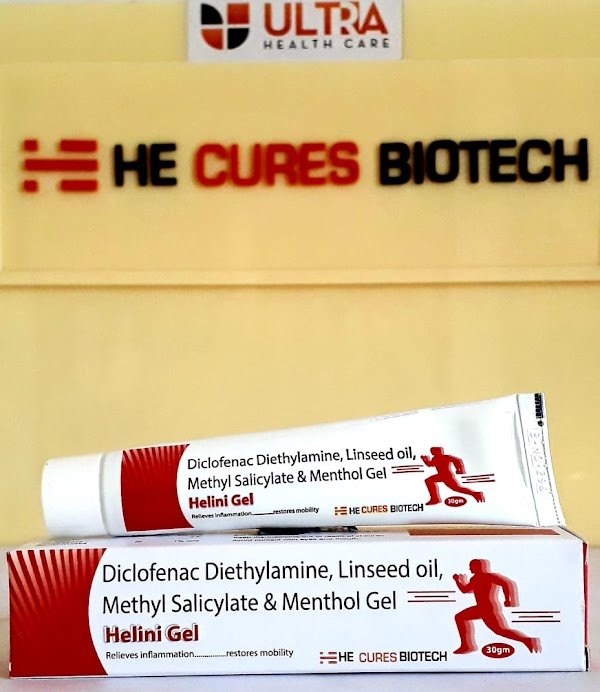 ULTRA
HEALTH CARE
HE CURES BIOTECH
Diclofenac Diethylamine, Linseed oil,
Methyl Salicylate & Menthol Gel
Helini Gel
30gm
Relieves inflammation..............restores mobility
HE CURES BIOTECH
Diclofenac Diethylamine, Linseed oil,
Methyl Salicylate & Menthol Gel
Helini Gel
30gm
Relieves inflammation..............restores mobility
HE CURES BIOTECH